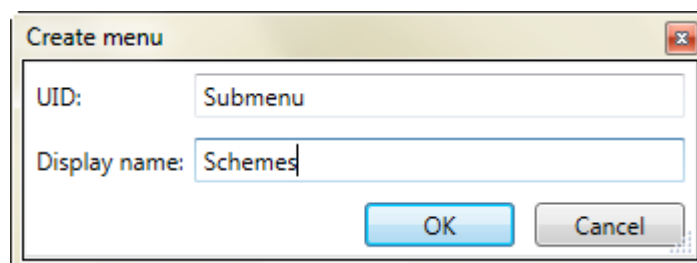 Create menu
UID: Submenu
Display name: Schemes
OK Cancel